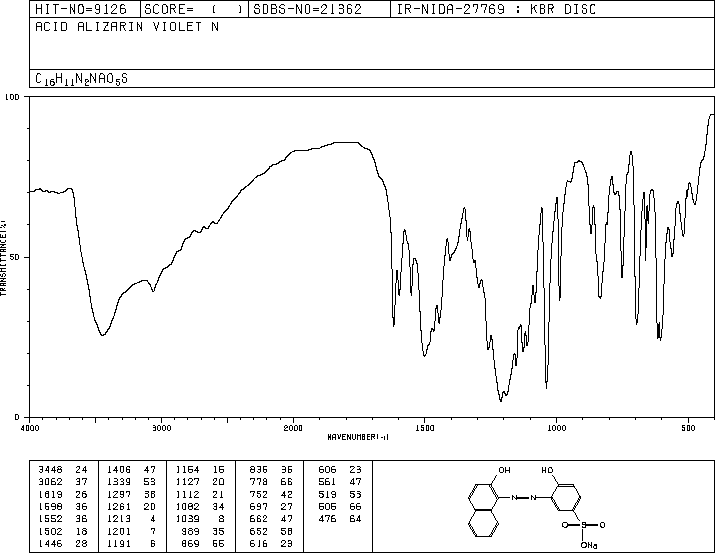 HIT-NO=9126 SCORE= ( ) SDBS-NO=21362 IR-NIDA-27769 : KBR DISC
ACID ALIZARIN VIOLET N
C16H11N2NAO5S
100
50
0
TRANSMITTANCE(%)
4000 3000 2000 1500 1000 500
WAVENUMBER(-1)
3448 24 1406 47 1154 15 836 36 606 23
3062 37 1339 53 1127 20 778 66 561 47
1619 26 1297 38 1112 21 752 42 519 53
1598 36 1261 20 1082 34 697 27 506 66
1552 36 1213 4 1039 8 662 47 476 64
1502 18 1201 7 989 35 652 58
1446 28 1191 6 869 55 616 23
OH HO
N N
O S O
ONa